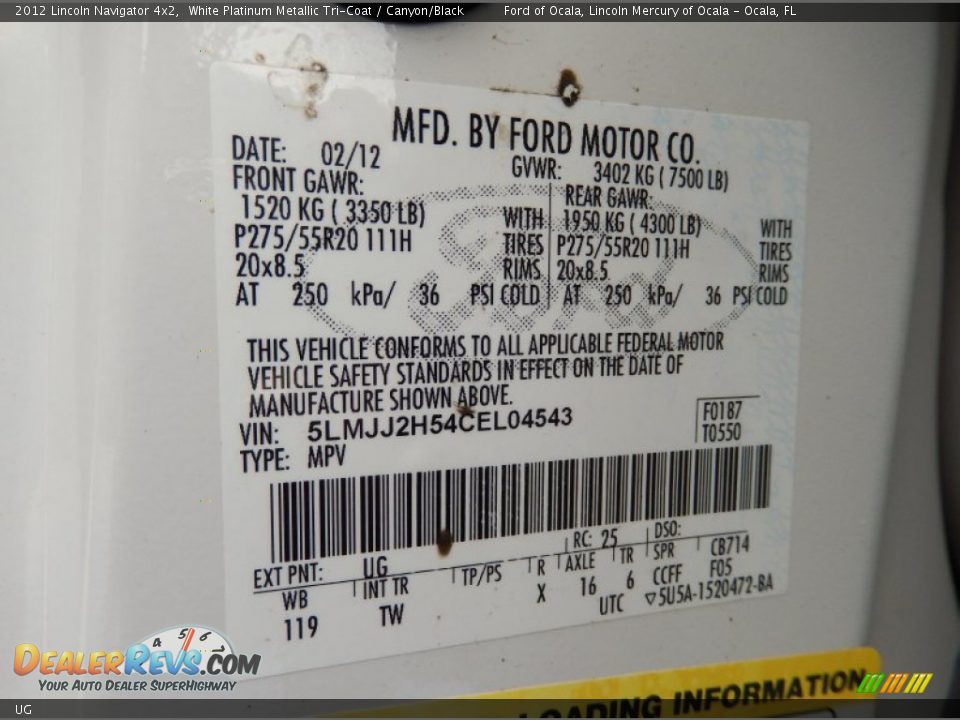 2012 Lincoln Navigator 4x2, White Platinum Metallic Tri-Coat / Canyon/Black Ford of Ocala, Lincoln Mercury of Ocala - Ocala, FL
MFD. BY FORD MOTOR CO.
DATE: 02/12 GVWR: 3402 KG ( 7500 LB)
FRONT GAWR: REAR GAWR:
1520 KG ( 3350 LB) WITH 1950 KG ( 4300 LB) WITH
P275/55R20 111H TIRES P275/55R20 111H TIRES
20x8.5 RIMS 20x8.5 RIMS
AT 250 kPa/ 36 PSI COLD AT 250 kPa/ 36 PSI COLD
Ford
THIS VEHICLE CONFORMS TO ALL APPLICABLE FEDERAL MOTOR
VEHICLE SAFETY STANDARDS IN EFFECT ON THE DATE OF
MANUFACTURE SHOWN ABOVE.
VIN: 5LMJJ2H54CEL04543 F0187
TYPE: MPV T0550
EXT PNT: UG RC: 25 DSO:
WB INT TR TP/PS R AXLE TR SPR CB714
119 TW X 16 6 CCFF F05
UTC ▽5U5A-1520472-BA
LOADING INFORMATION
DEALERREVS.COM
YOUR AUTO DEALER SUPERHIGHWAY
4 5 6
UG